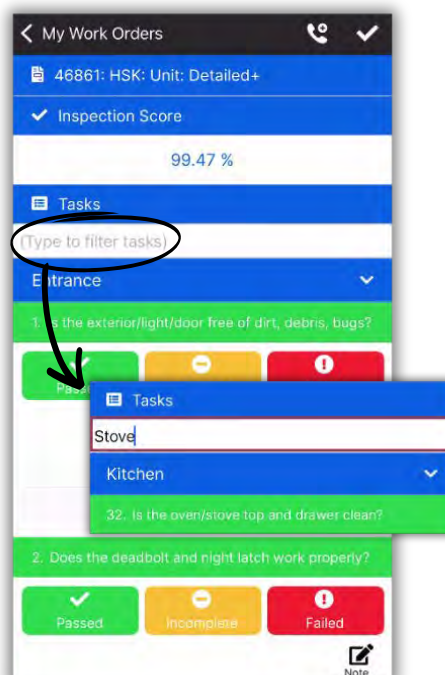 My Work Orders
46861: HSK: Unit: Detailed+
Inspection Score
99.47 %
Tasks
(Type to filter tasks)
Entrance
1. Is the exterior/light/door free of dirt, debris, bugs?
Passed
Tasks
Stove
Kitchen
32. Is the oven/stove top and drawer clean?
2. Does the deadbolt and night latch work properly?
Passed Incomplete Failed
Note